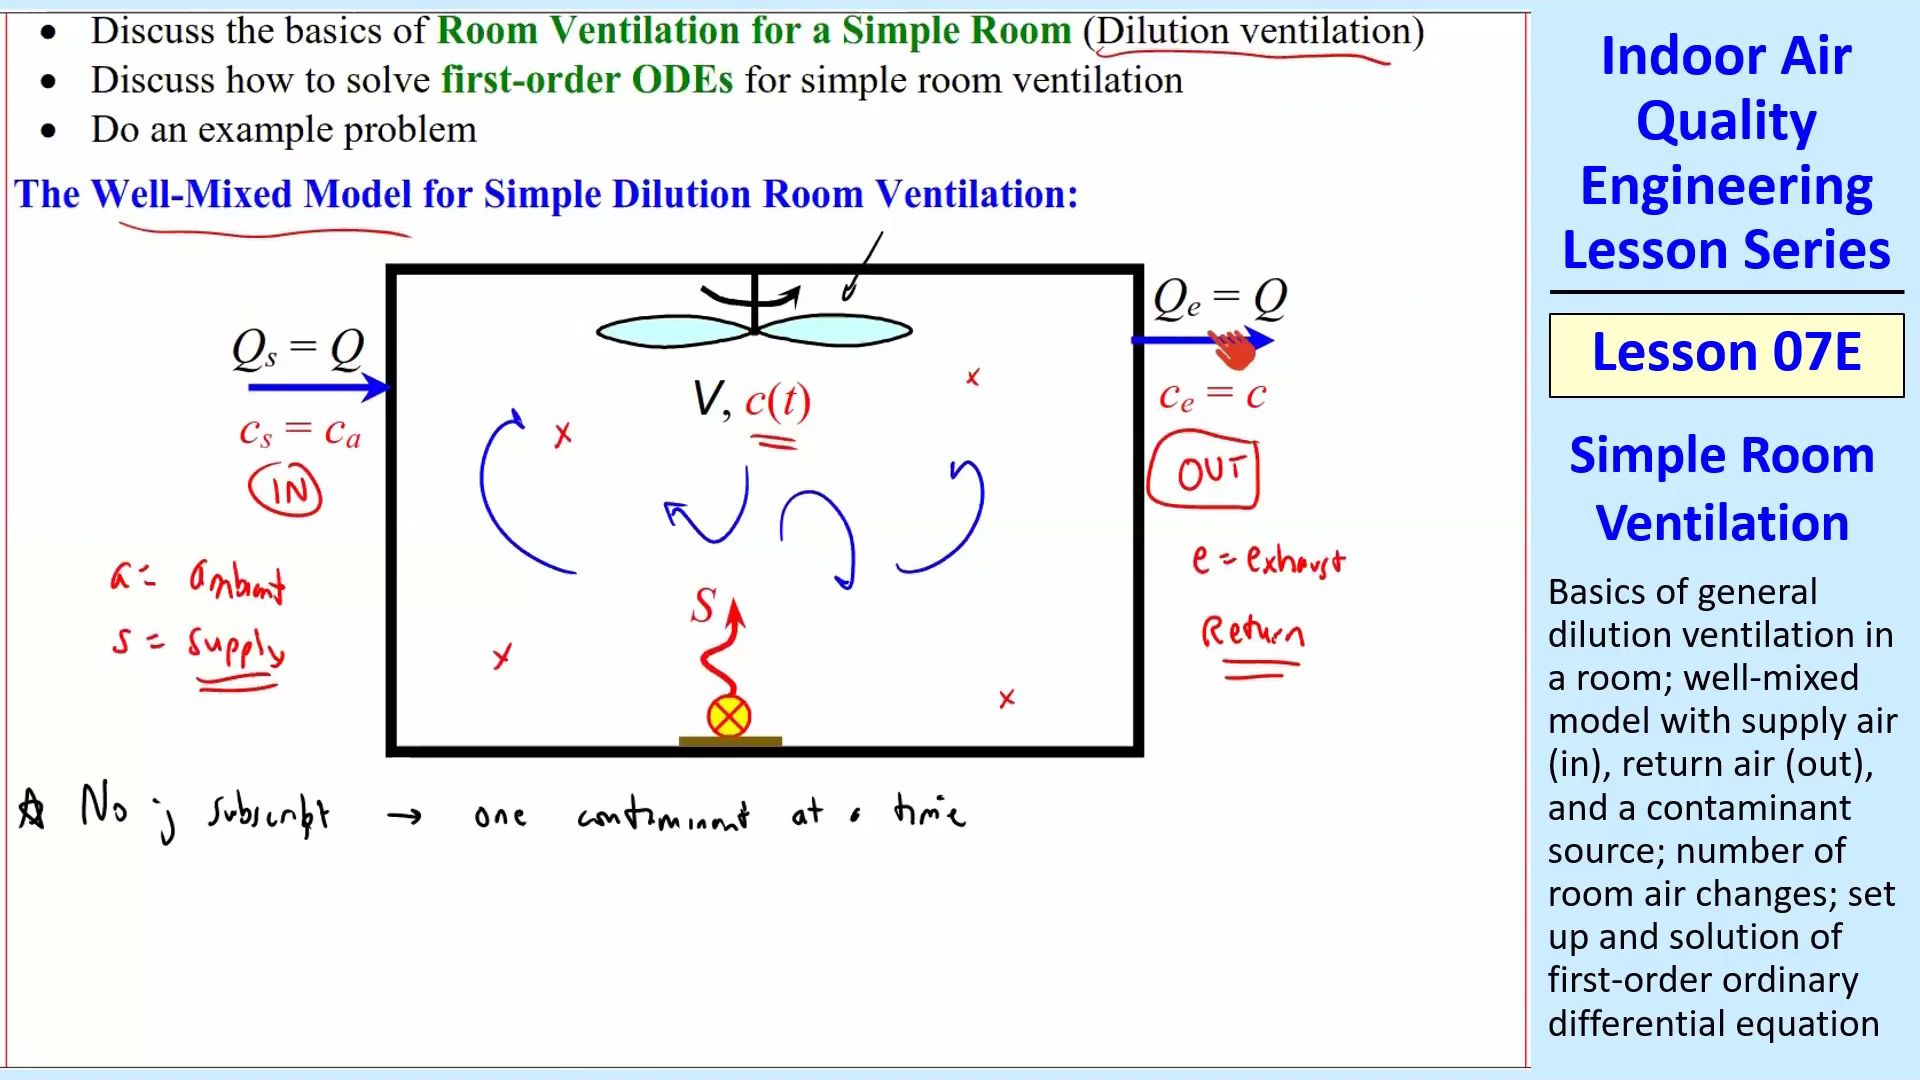 • Discuss the basics of Room Ventilation for a Simple Room (Dilution ventilation)
• Discuss how to solve first-order ODEs for simple room ventilation
• Do an example problem
The Well-Mixed Model for Simple Dilution Room Ventilation:
Qs = Q
cs = ca
IN
a = ambient
s = supply
V, c(t)
x
x
x
x
S
Qe = Q
ce = c
OUT
e = exhaust
Return
☆ No j subscript → one contaminant at a time
Indoor Air
Quality
Engineering
Lesson Series
Lesson 07E
Simple Room
Ventilation
Basics of general
dilution ventilation in
a room; well-mixed
model with supply air
(in), return air (out),
and a contaminant
source; number of
room air changes; set
up and solution of
first-order ordinary
differential equation